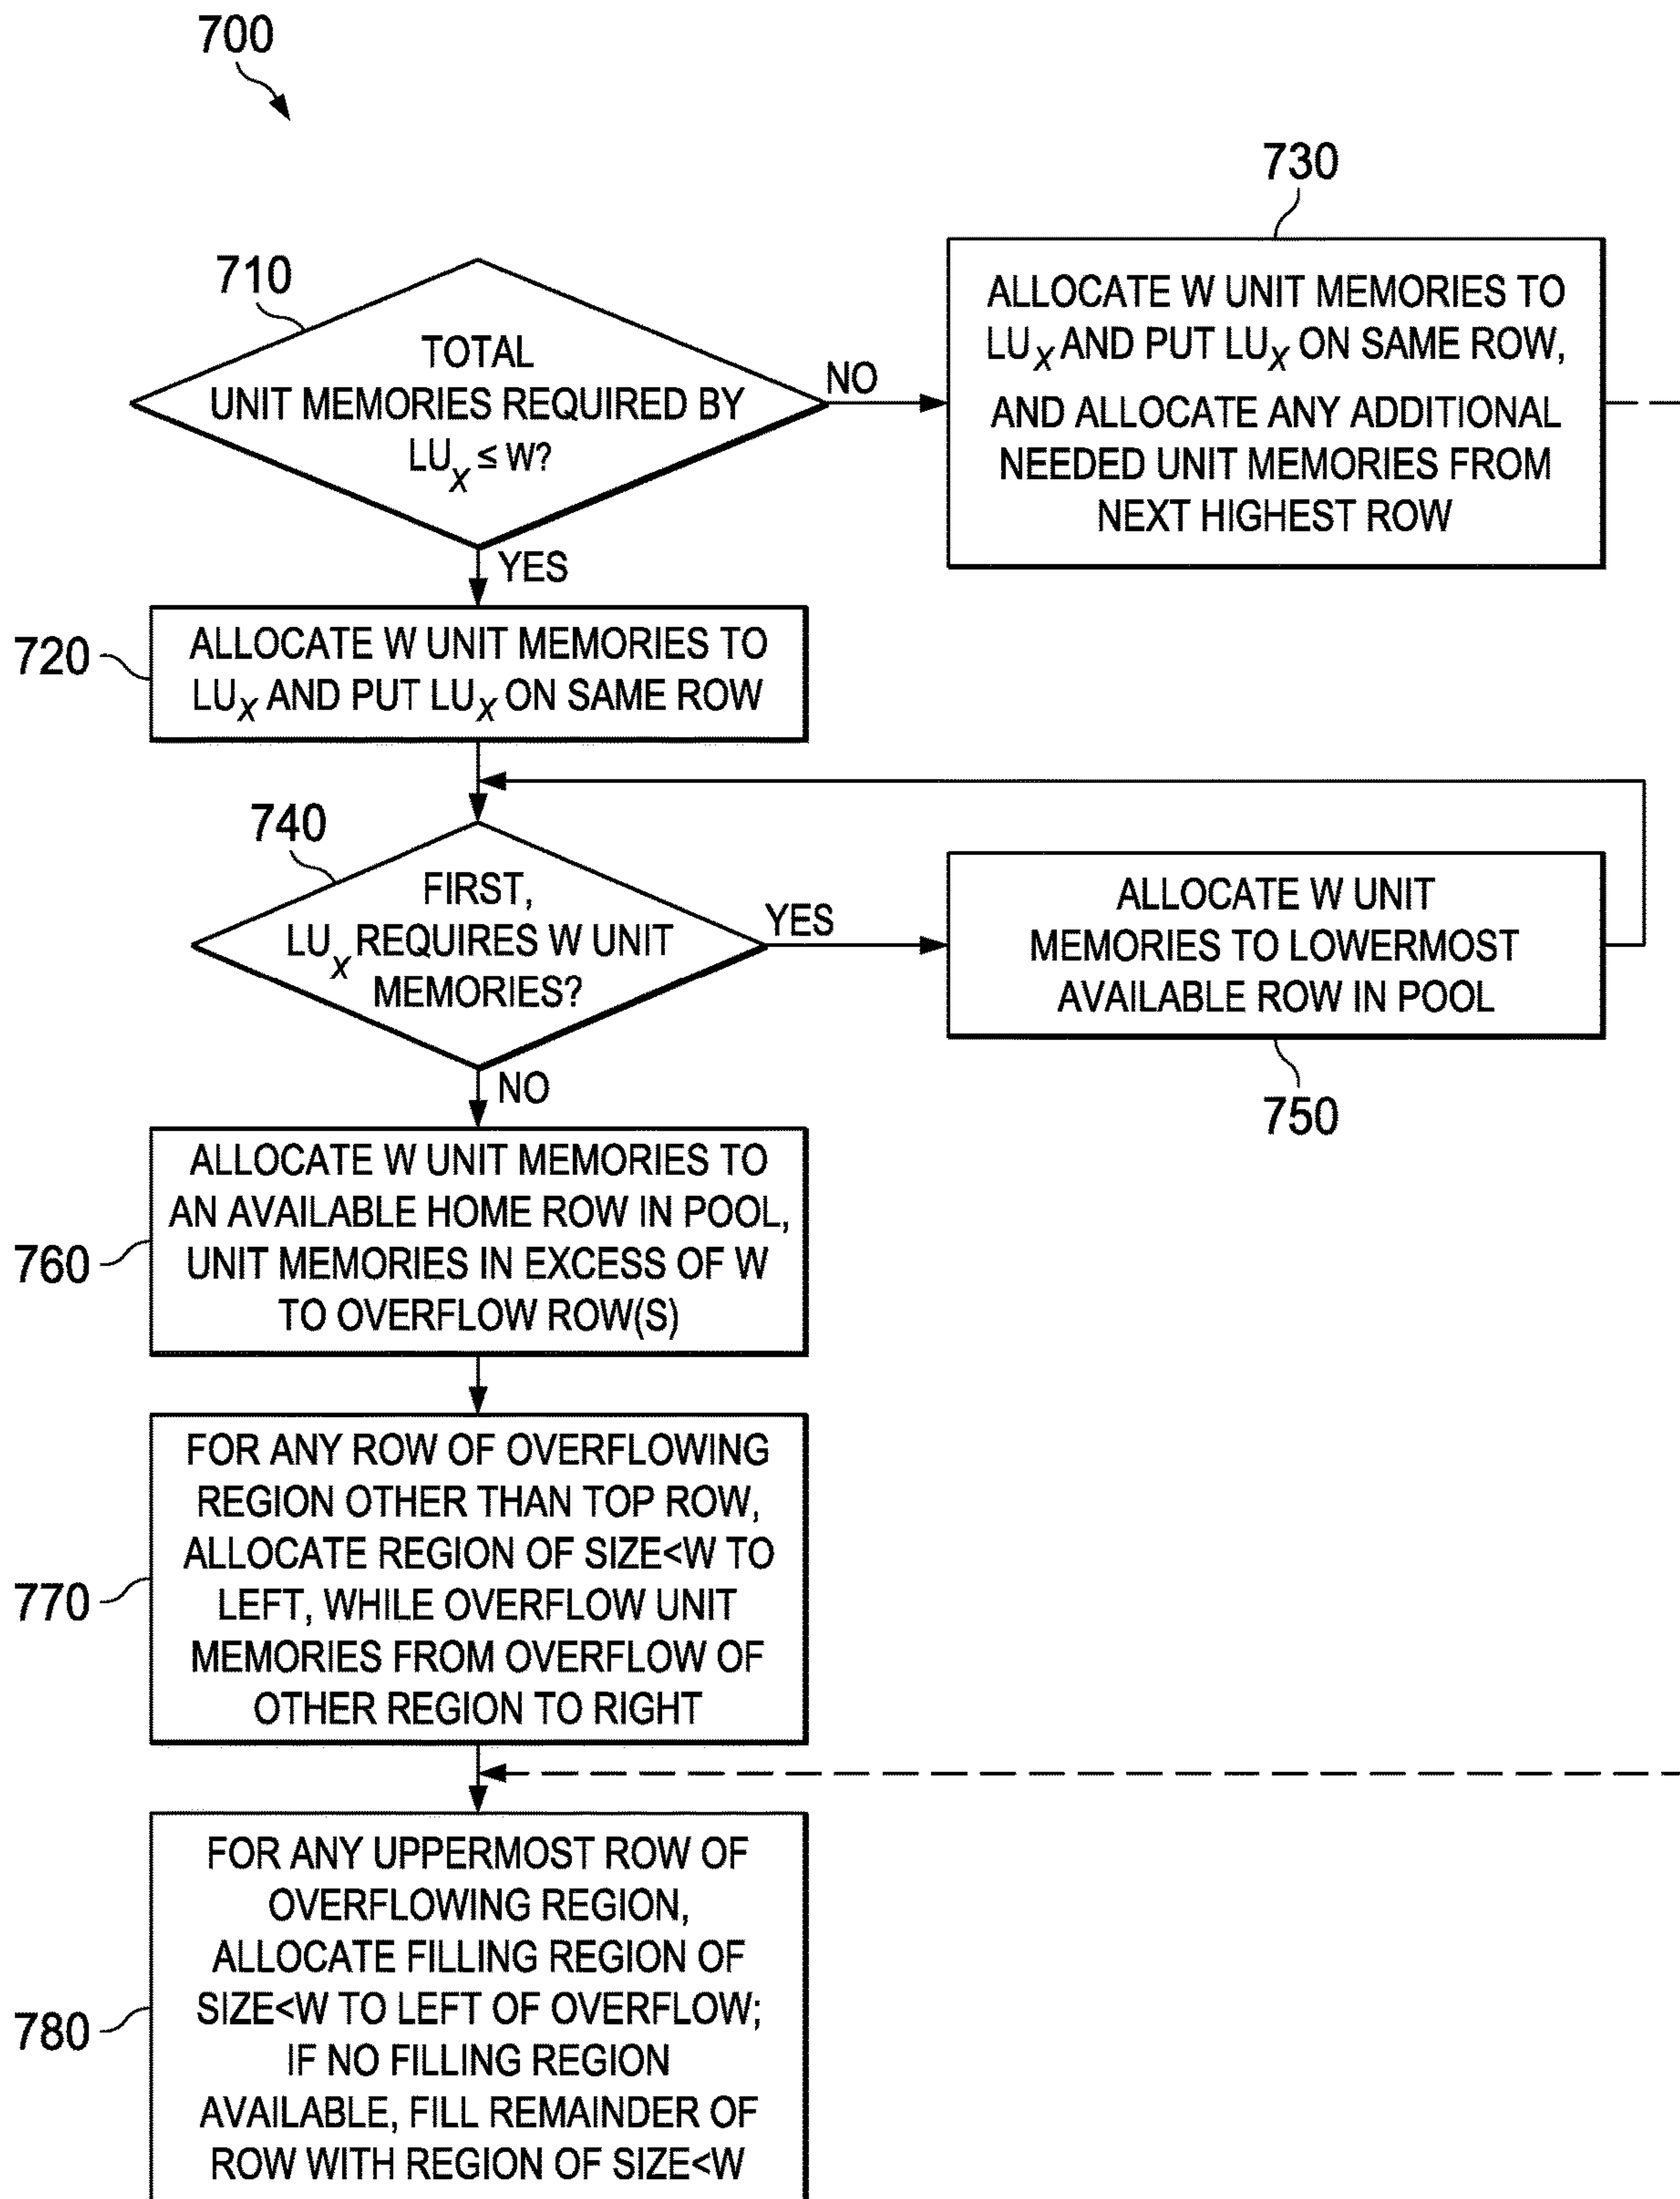 700
710
TOTAL
UNIT MEMORIES REQUIRED BY
LUX ≤ W?
NO
YES
730
ALLOCATE W UNIT MEMORIES TO
LUX AND PUT LUX ON SAME ROW,
AND ALLOCATE ANY ADDITIONAL
NEEDED UNIT MEMORIES FROM
NEXT HIGHEST ROW
720
ALLOCATE W UNIT MEMORIES TO
LUX AND PUT LUX ON SAME ROW
740
FIRST,
LUX REQUIRES W UNIT
MEMORIES?
YES
NO
ALLOCATE W UNIT
MEMORIES TO LOWERMOST
AVAILABLE ROW IN POOL
750
760
ALLOCATE W UNIT MEMORIES TO
AN AVAILABLE HOME ROW IN POOL,
UNIT MEMORIES IN EXCESS OF W
TO OVERFLOW ROW(S)
770
FOR ANY ROW OF OVERFLOWING
REGION OTHER THAN TOP ROW,
ALLOCATE REGION OF SIZE<W TO
LEFT, WHILE OVERFLOW UNIT
MEMORIES FROM OVERFLOW OF
OTHER REGION TO RIGHT
780
FOR ANY UPPERMOST ROW OF
OVERFLOWING REGION,
ALLOCATE FILLING REGION OF
SIZE<W TO LEFT OF OVERFLOW;
IF NO FILLING REGION
AVAILABLE, FILL REMAINDER OF
ROW WITH REGION OF SIZE<W